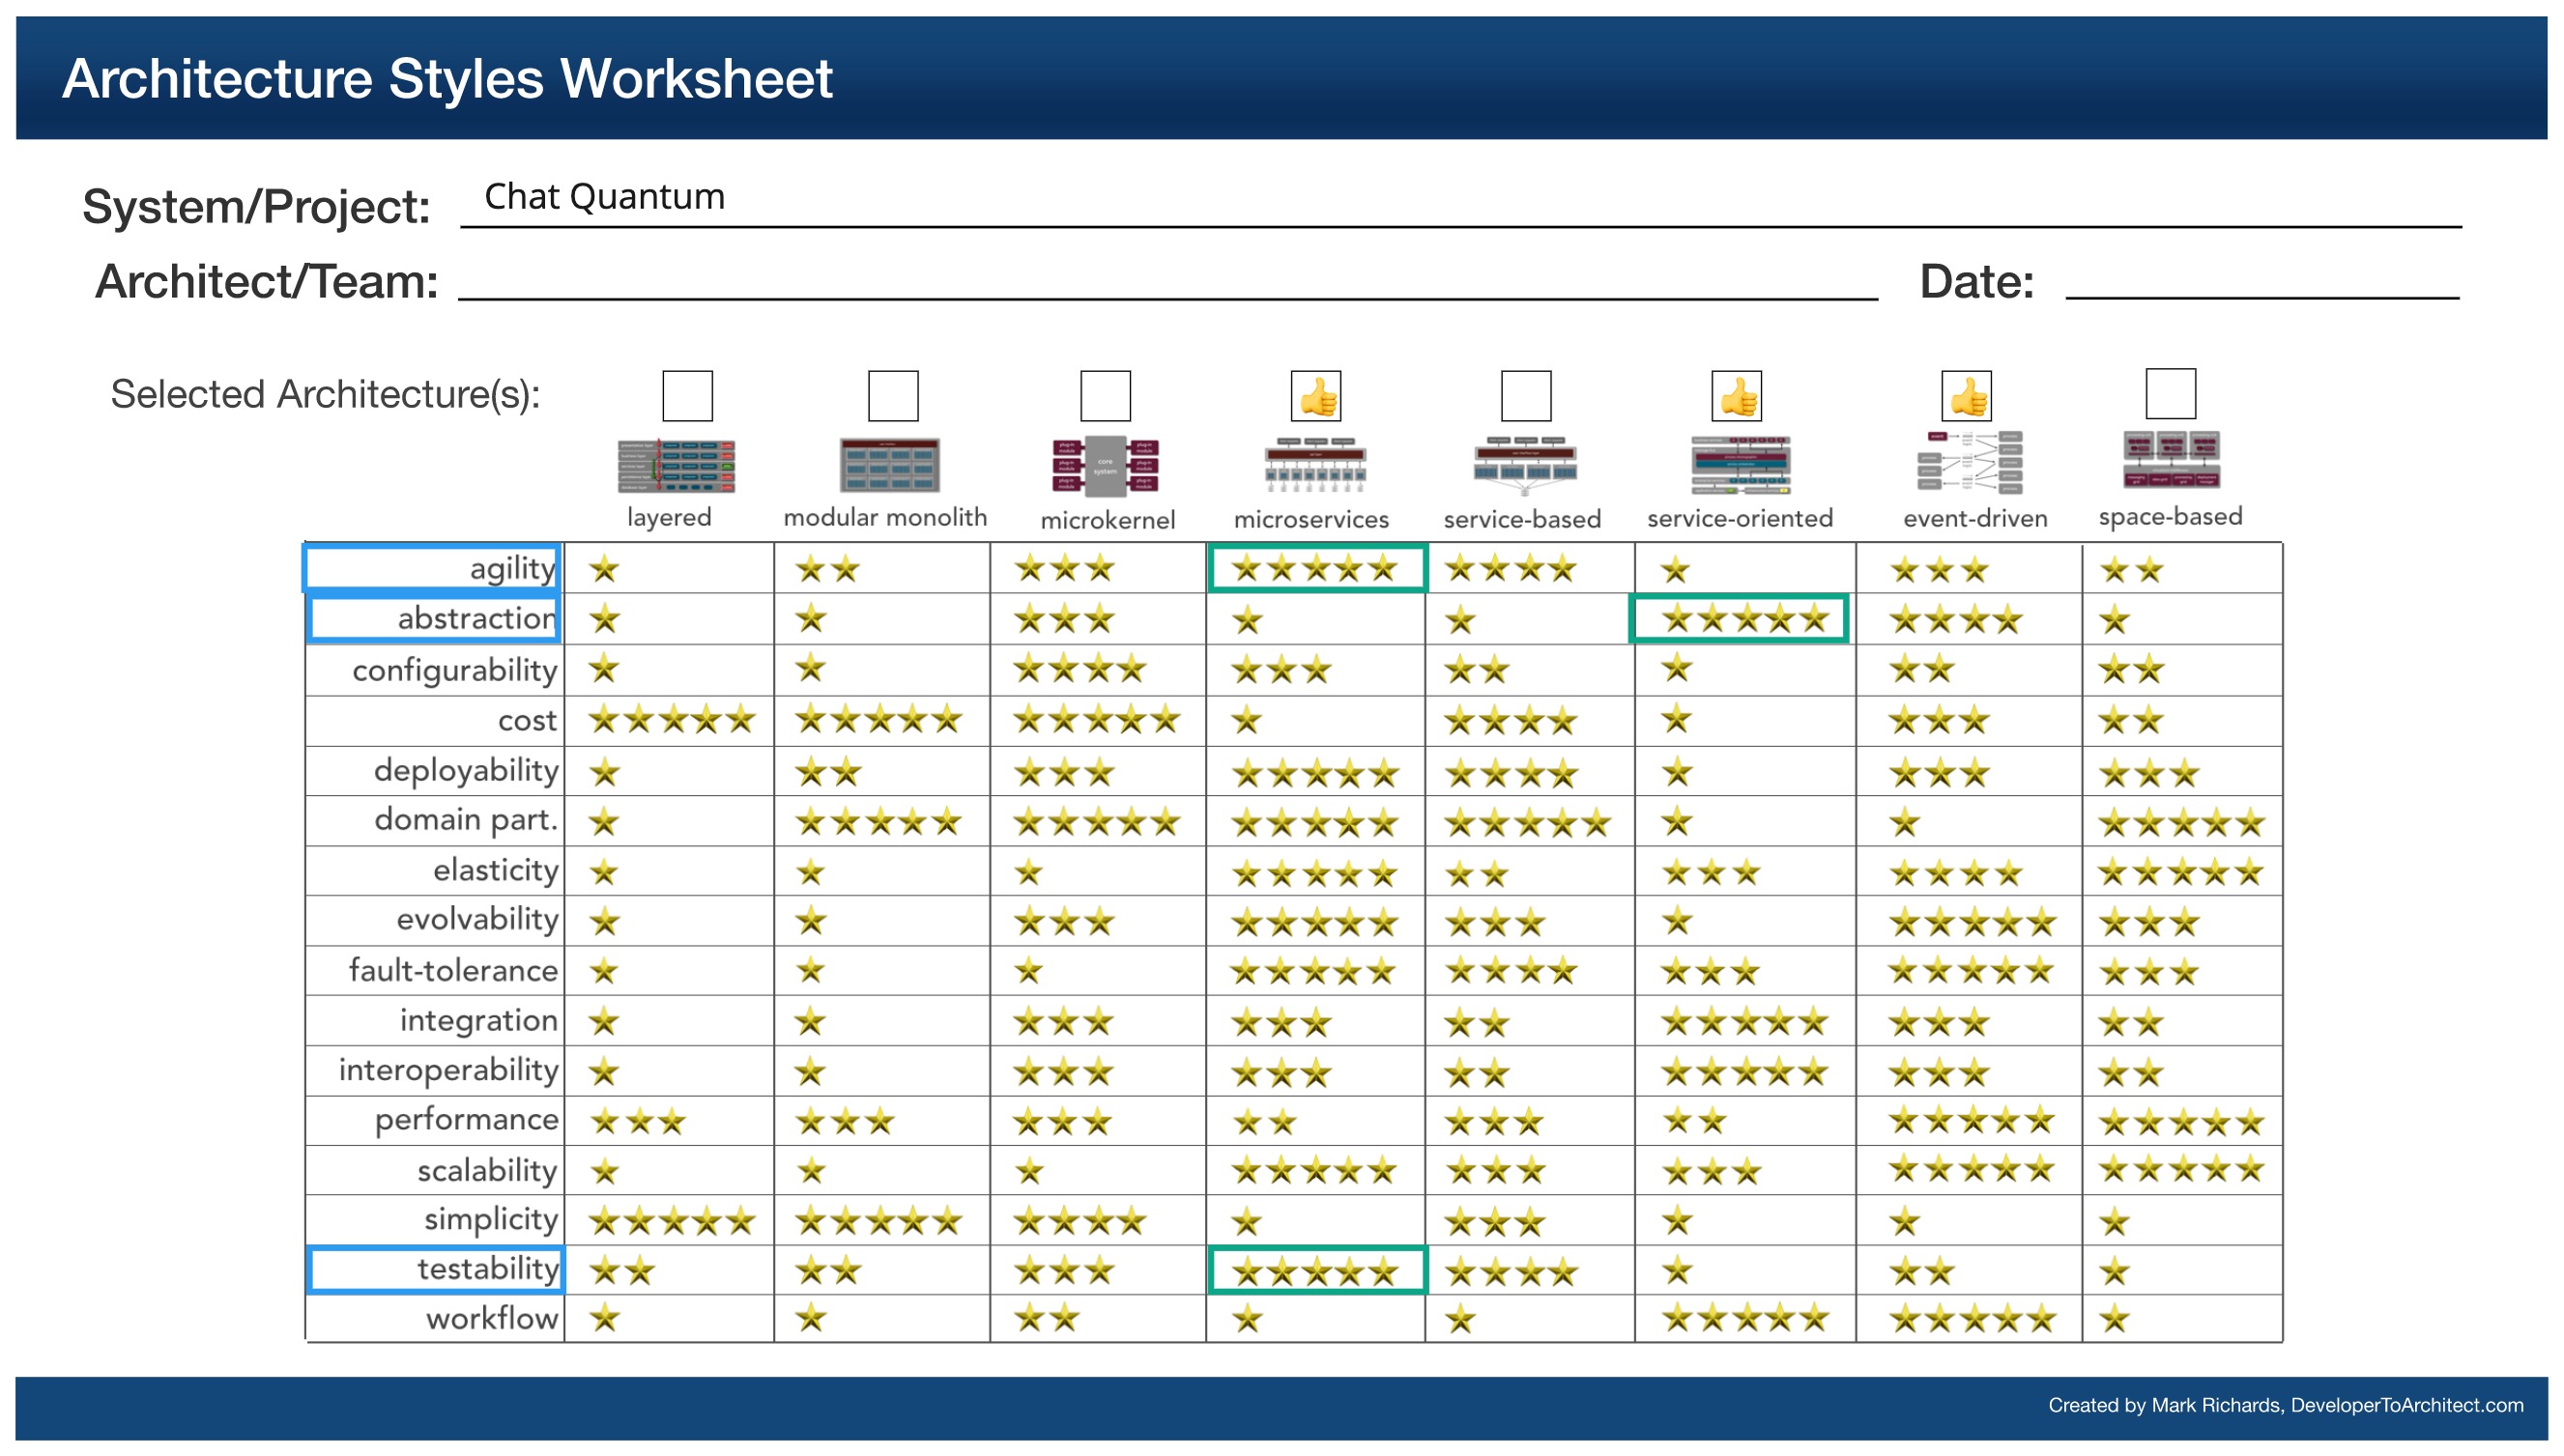 Architecture Styles Worksheet
System/Project: Chat Quantum
Architect/Team:
Date:
Selected Architecture(s):
core
system
layered
modular monolith
microkernel
microservices
service-based
service-oriented
event-driven
space-based
agility
abstraction
configurability
cost
deployability
domain part.
elasticity
evolvability
fault-tolerance
integration
interoperability
performance
scalability
simplicity
testability
workflow
Created by Mark Richards, DeveloperToArchitect.com